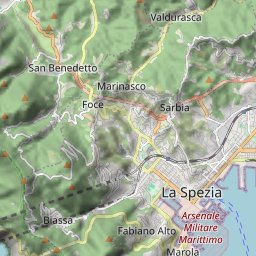 Valdurasca
San Benedetto
Marinasco
Foce
Sarbia
La Spezia
Arsenale
Militare
Marittimo
Biassa
Fabiano Alto
Marola